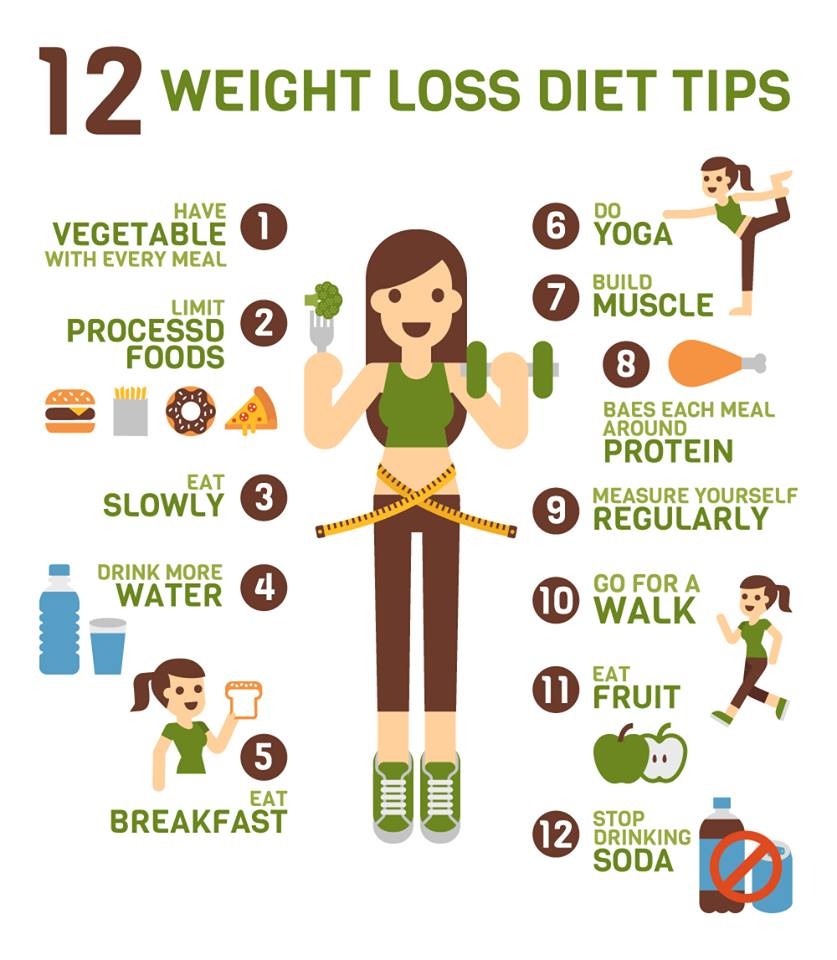 12 WEIGHT LOSS DIET TIPS
1
HAVE
VEGETABLE
WITH EVERY MEAL
2
LIMIT
PROCESSD
FOODS
3
EAT
SLOWLY
4
DRINK MORE
WATER
5
EAT
BREAKFAST
6
DO
YOGA
7
BUILD
MUSCLE
8
BAES EACH MEAL
AROUND
PROTEIN
9
MEASURE YOURSELF
REGULARLY
10
GO FOR A
WALK
11
EAT
FRUIT
12
STOP
DRINKING
SODA